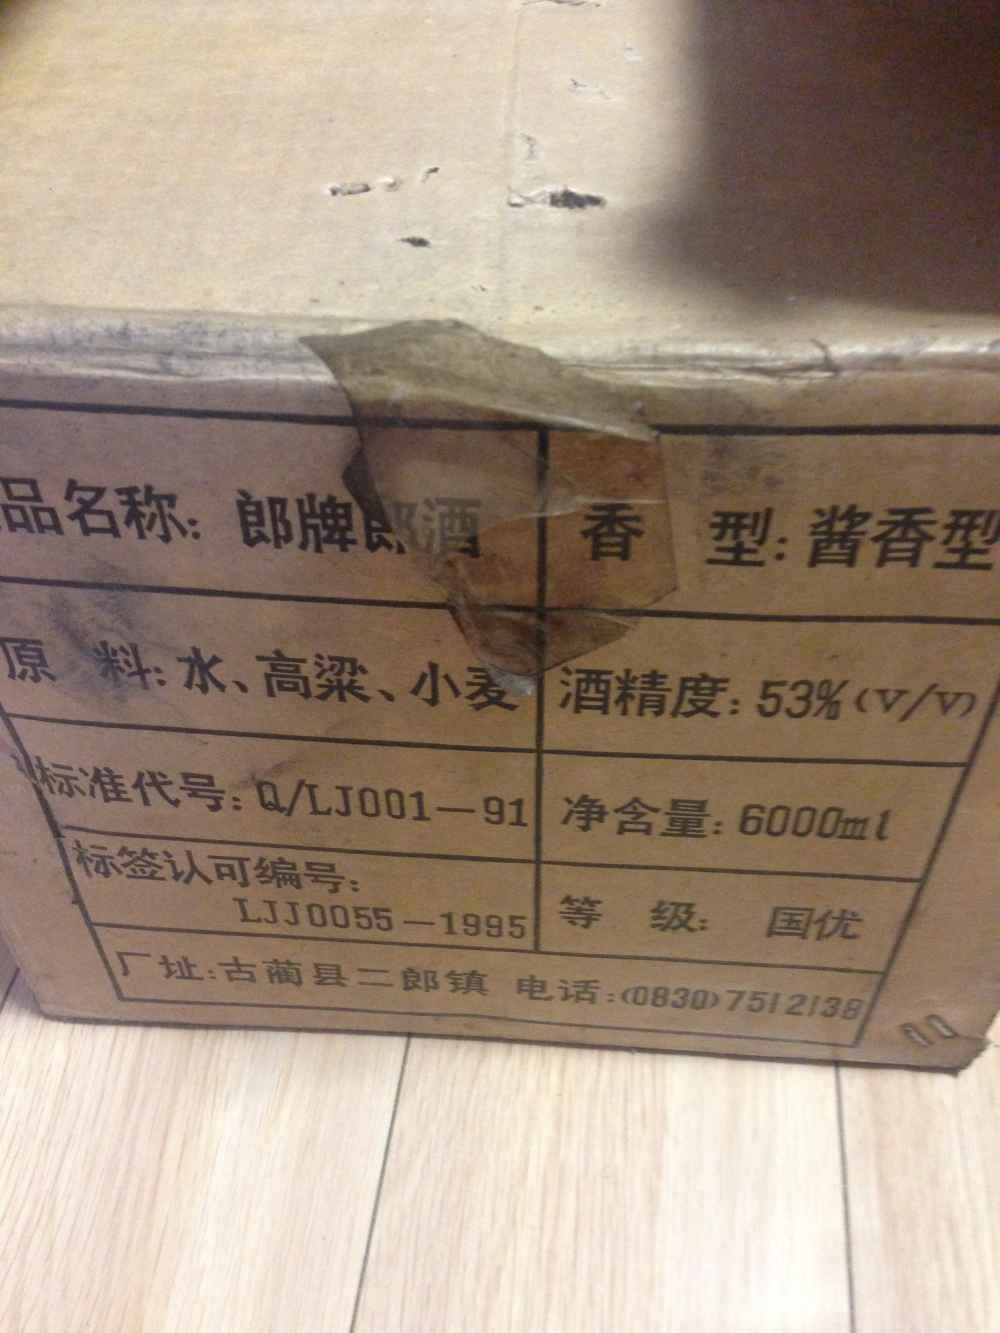 品名称：郎牌郎酒 香 型：酱香型
原 料：水、高粱、小麦 酒精度：53%(V/V)
标准代号：Q/LJ001－91 净含量：6000ml
标签认可编号：
LJJ0055－1995 等 级： 国优
厂址：古蔺县二郎镇 电话：(0830)7512138